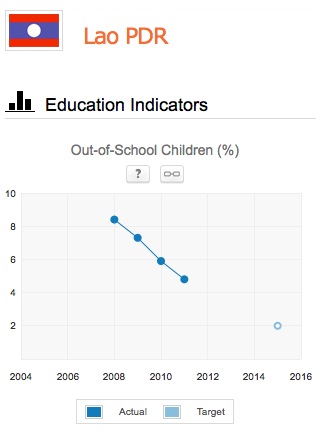 Lao PDR
Education Indicators
Out-of-School Children (%)
?
10
8
6
4
2
2004 2006 2008 2010 2012 2014 2016
Actual Target